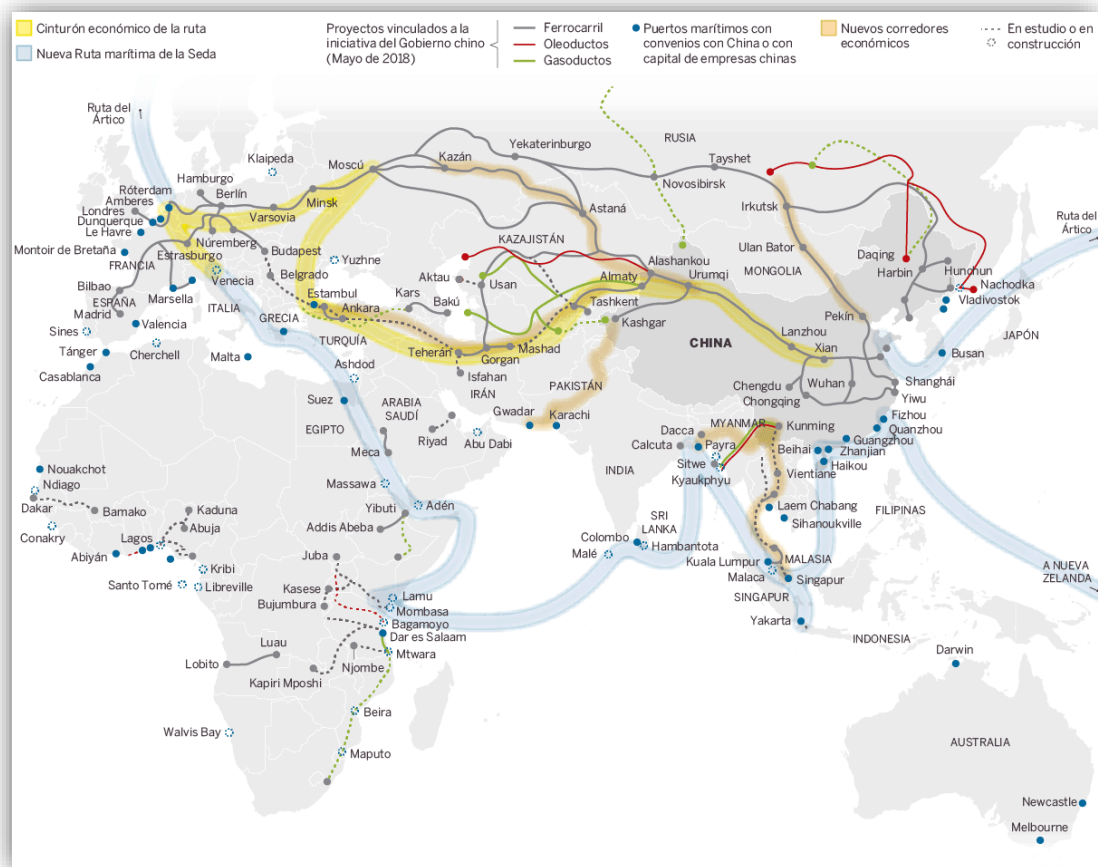 Cinturón económico de la ruta
Nueva Ruta marítima de la Seda
Proyectos vinculados a la
iniciativa del Gobierno chino
(Mayo de 2018)
Ferrocarril
Oleoductos
Gasoductos
Puertos marítimos con
convenios con China o con
capital de empresas chinas
Nuevos corredores
económicos
En estudio o en
construcción
Ruta del
Ártico
Klaipeda
Moscú
Kazán
Yekaterinburgo
RUSIA
Tayshet
Novosibirsk
Hamburgo
Berlín
Róterdam
Amberes
Londres
Dunquerque
Le Havre
Varsovia
Minsk
Astaná
Irkutsk
Ruta del
Ártico
Montoir de Bretaña
FRANCIA
Núremberg
Estrasburgo
Budapest
Belgrado
Yuzhne
KAZAJISTÁN
Alashankou
Urumqi
Almaty
Ulan Bator
MONGOLIA
Daqing
Harbin
Hunchun
Nachodka
Vladivostok
Venecia
Aktau
Usan
Bilbao
ESPAÑA
Madrid
Marsella
ITALIA
Estambul
Ankara
Kars
Bakú
Tashkent
Kashgar
Pekín
Sines
Valencia
GRECIA
TURQUÍA
Lanzhou
Xian
CHINA
JAPÓN
Tánger
Cherchell
Malta
Teherán
Gorgan
Mashad
Busan
Casablanca
Ashdod
Isfahan
IRÁN
PAKISTÁN
Chengdu
Chongqing
Wuhan
Shanghái
Yiwu
Suez
ARABIA
SAUDÍ
Gwadar
Karachi
Fizhou
Quanzhou
EGIPTO
Riyad
Abu Dabi
Dacca
MYANMAR
Kunming
Guangzhou
Calcuta
Payra
Beihai
Zhanjian
Meca
INDIA
Sitwe
Haikou
Nouakchot
Massawa
Kyaukphyu
Vientiane
Ndiago
Adén
Dakar
Bamako
Kaduna
Yibuti
SRI
LANKA
Laem Chabang
FILIPINAS
Conakry
Abuja
Addis Abeba
Sihanoukville
Lagos
Colombo
Hambantota
Abiyán
Juba
Malé
Kuala Lumpur
MALASIA
Kribi
Malaca
Singapur
A NUEVA
ZELANDA
Santo Tomé
Libreville
Kasese
Lamu
SINGAPUR
Bujumbura
Mombasa
Bagamoyo
Yakarta
Dar es Salaam
INDONESIA
Luau
Mtwara
Darwin
Lobito
Njombe
Kapiri Mposhi
Beira
Walvis Bay
Maputo
AUSTRALIA
Newcastle
Melbourne